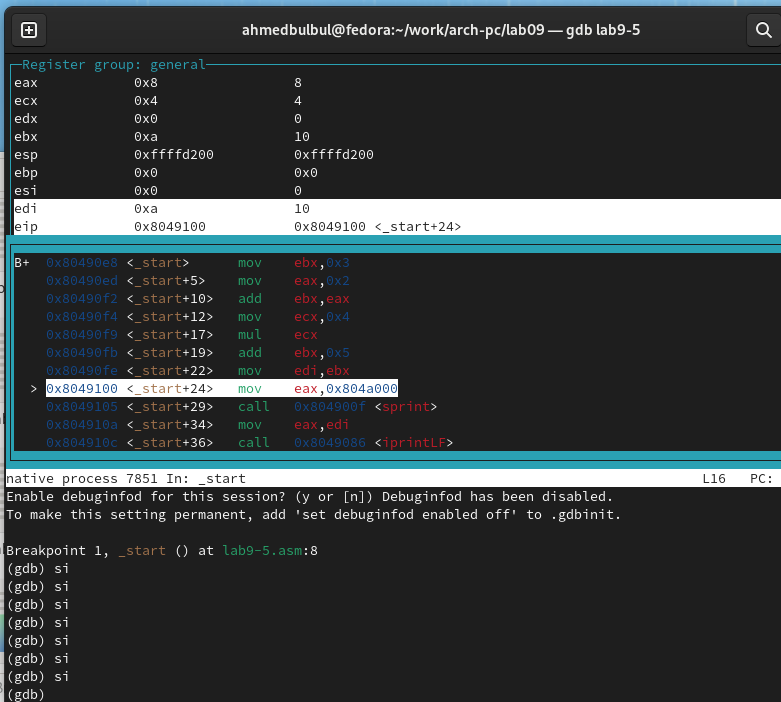 ahmedbulbul@fedora:~/work/arch-pc/lab09 — gdb lab9-5
Register group: general
eax 0x8 8
ecx 0x4 4
edx 0x0 0
ebx 0xa 10
esp 0xffffd200 0xffffd200
ebp 0x0 0x0
esi 0x0 0
edi 0xa 10
eip 0x8049100 0x8049100 <_start+24>
B+ 0x80490e8 <_start> mov ebx,0x3
0x80490ed <_start+5> mov eax,0x2
0x80490f2 <_start+10> add ebx,eax
0x80490f4 <_start+12> mov ecx,0x4
0x80490f9 <_start+17> mul ecx
0x80490fb <_start+19> add ebx,0x5
0x80490fe <_start+22> mov edi,ebx
> 0x8049100 <_start+24> mov eax,0x804a000
0x8049105 <_start+29> call 0x804900f <sprint>
0x804910a <_start+34> mov eax,edi
0x804910c <_start+36> call 0x8049086 <iprintLF>
native process 7851 In: _start L16 PC:
Enable debuginfod for this session? (y or [n]) Debuginfod has been disabled.
To make this setting permanent, add 'set debuginfod enabled off' to .gdbinit.
Breakpoint 1, _start () at lab9-5.asm:8
(gdb) si
(gdb) si
(gdb) si
(gdb) si
(gdb) si
(gdb) si
(gdb) si
(gdb)